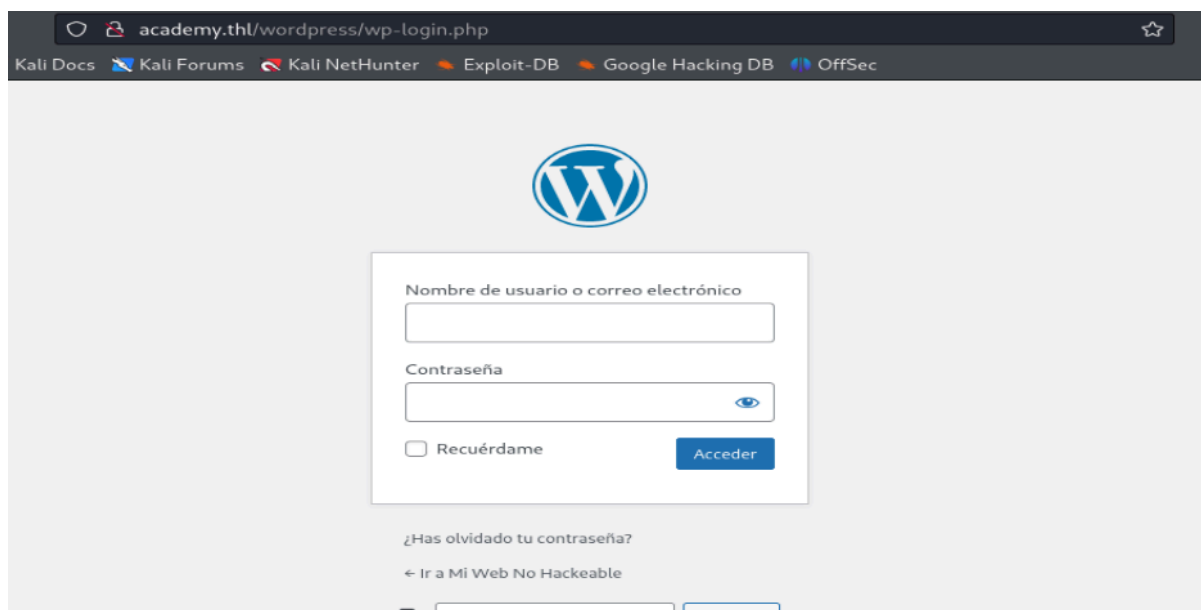 academy.thl/wordpress/wp-login.php
Kali Docs Kali Forums Kali NetHunter Exploit-DB Google Hacking DB OffSec
Nombre de usuario o correo electrónico
Contraseña
Recuérdame Acceder
¿Has olvidado tu contraseña?
← Ir a Mi Web No Hackeable